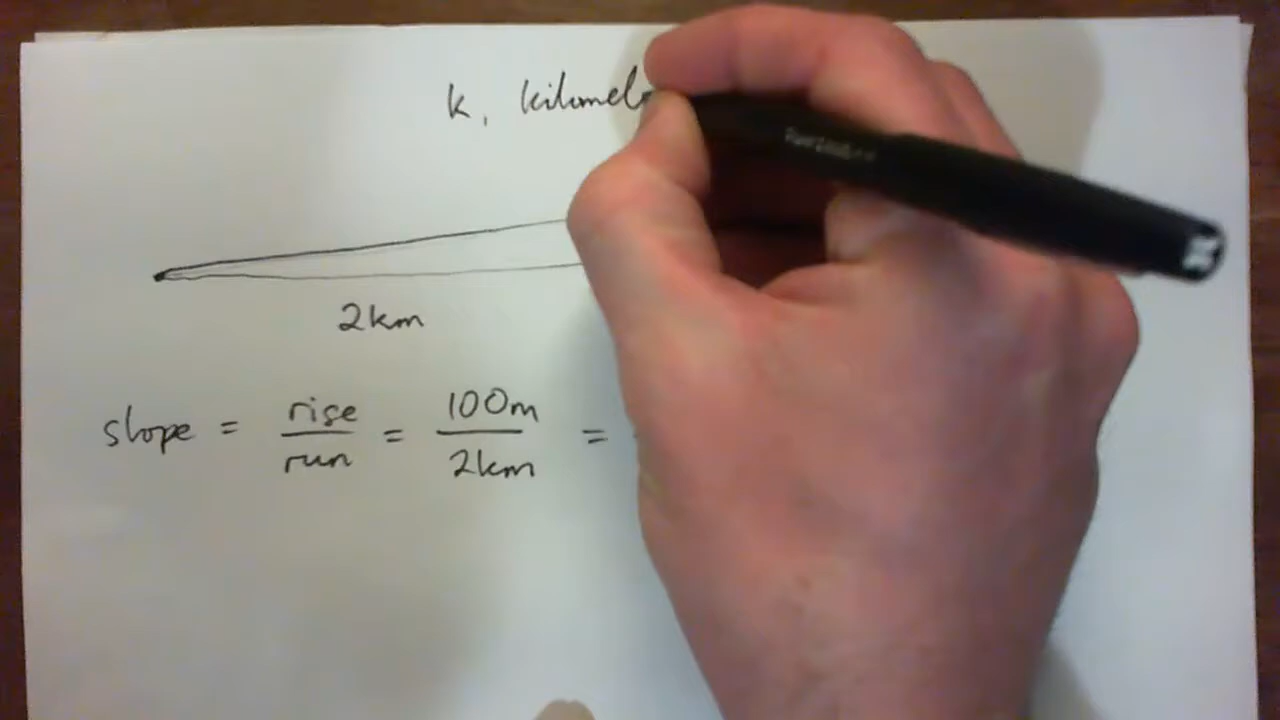 k, kilomet
2km
slope = rise/run = 100m/2km =